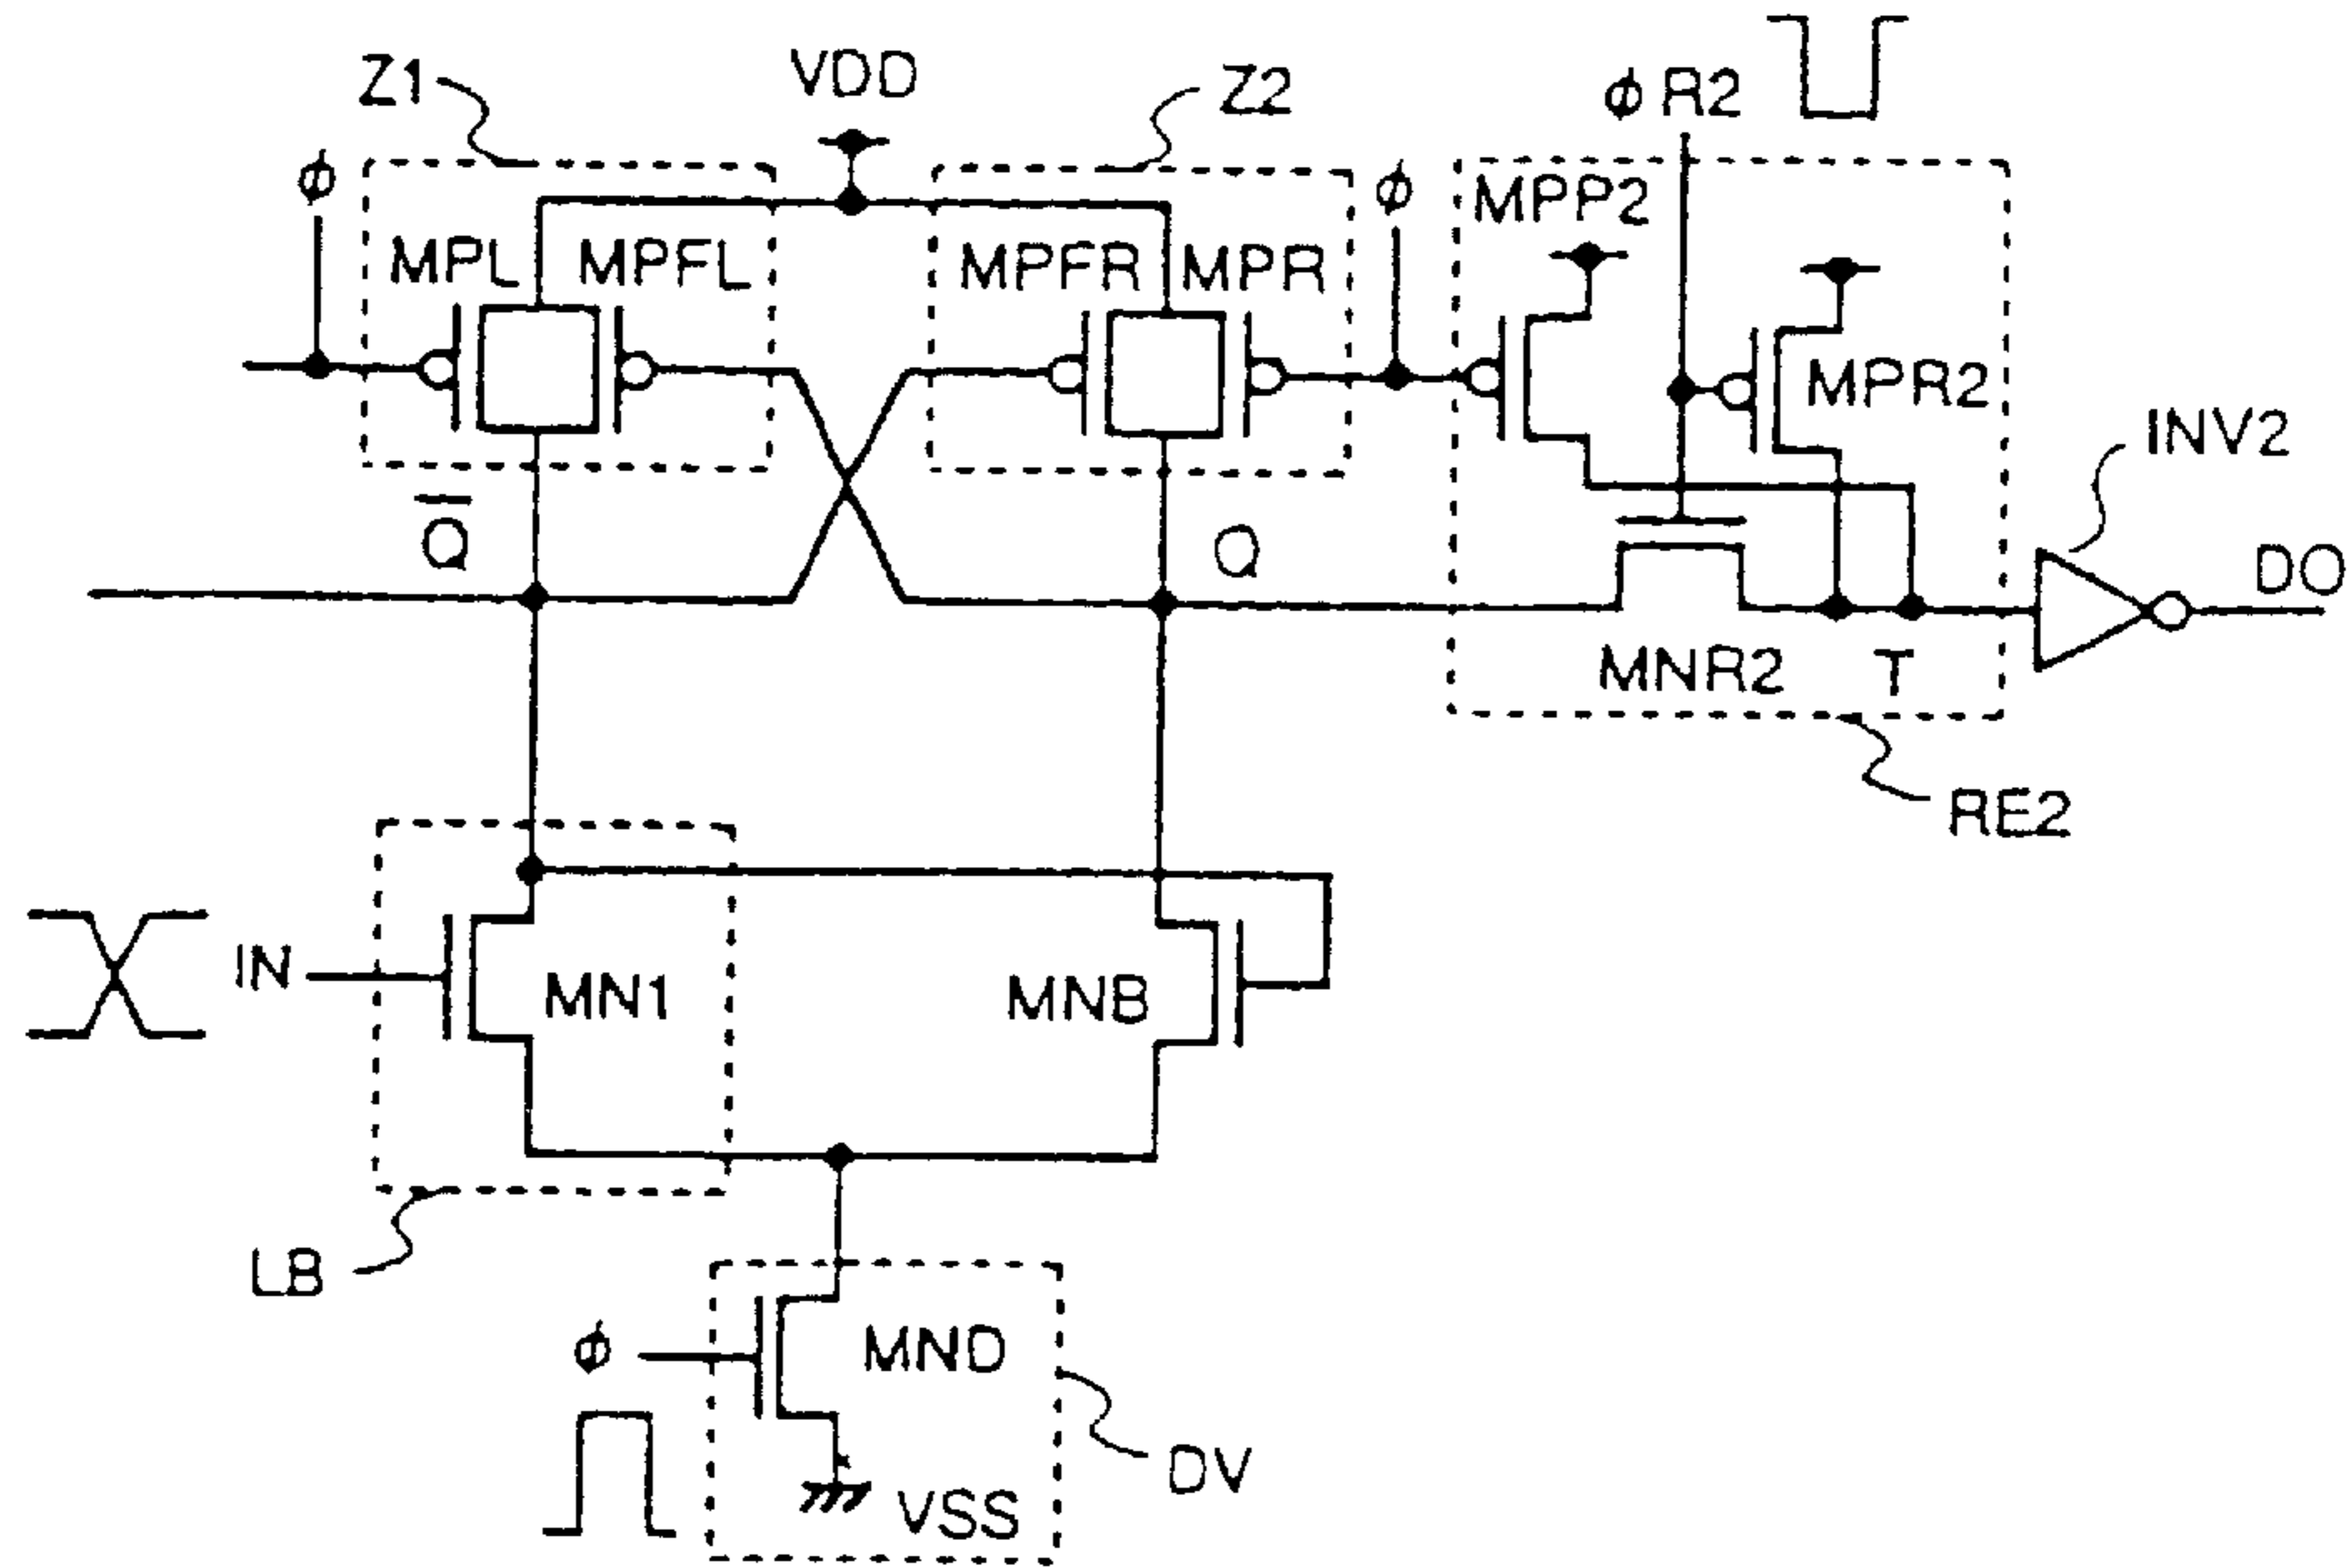 Z1
VDD
Z2
ϕ R2
ϕ
ϕ
MPP2
MPL
MPFL
MPFR
MPR
MPR2
INV2
Q̅
Q
DO
MNR2
T
RE2
IN
MN1
MNB
LB
ϕ
MND
DV
VSS